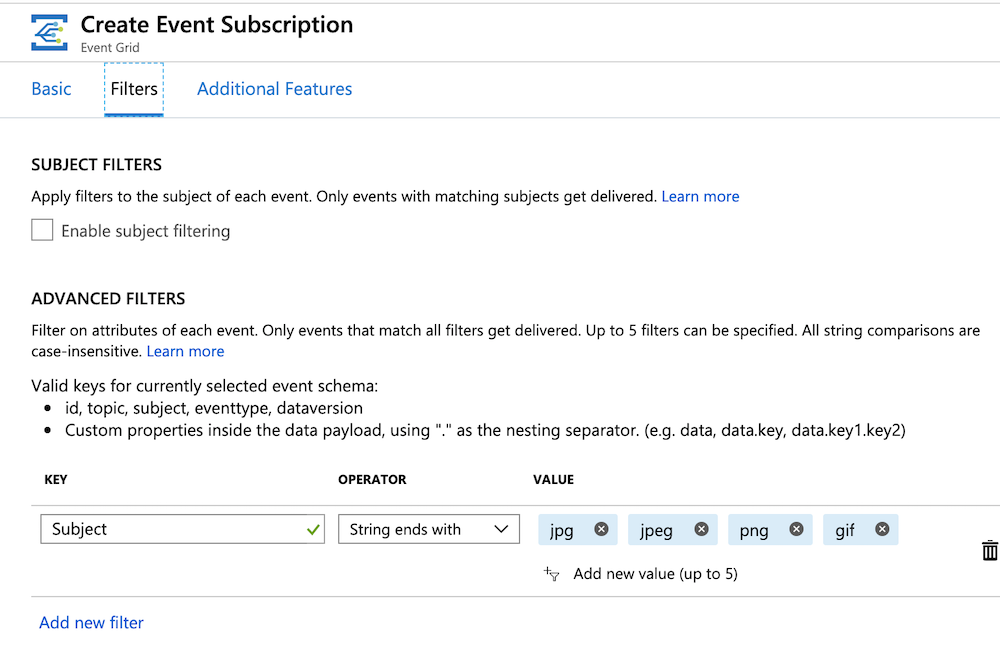 Create Event Subscription
Event Grid
Basic Filters Additional Features
SUBJECT FILTERS
Apply filters to the subject of each event. Only events with matching subjects get delivered. Learn more
Enable subject filtering
ADVANCED FILTERS
Filter on attributes of each event. Only events that match all filters get delivered. Up to 5 filters can be specified. All string comparisons are
case-insensitive. Learn more
Valid keys for currently selected event schema:
• id, topic, subject, eventtype, dataversion
• Custom properties inside the data payload, using "." as the nesting separator. (e.g. data, data.key, data.key1.key2)
KEY OPERATOR VALUE
Subject String ends with jpg jpeg png gif
Add new value (up to 5)
Add new filter